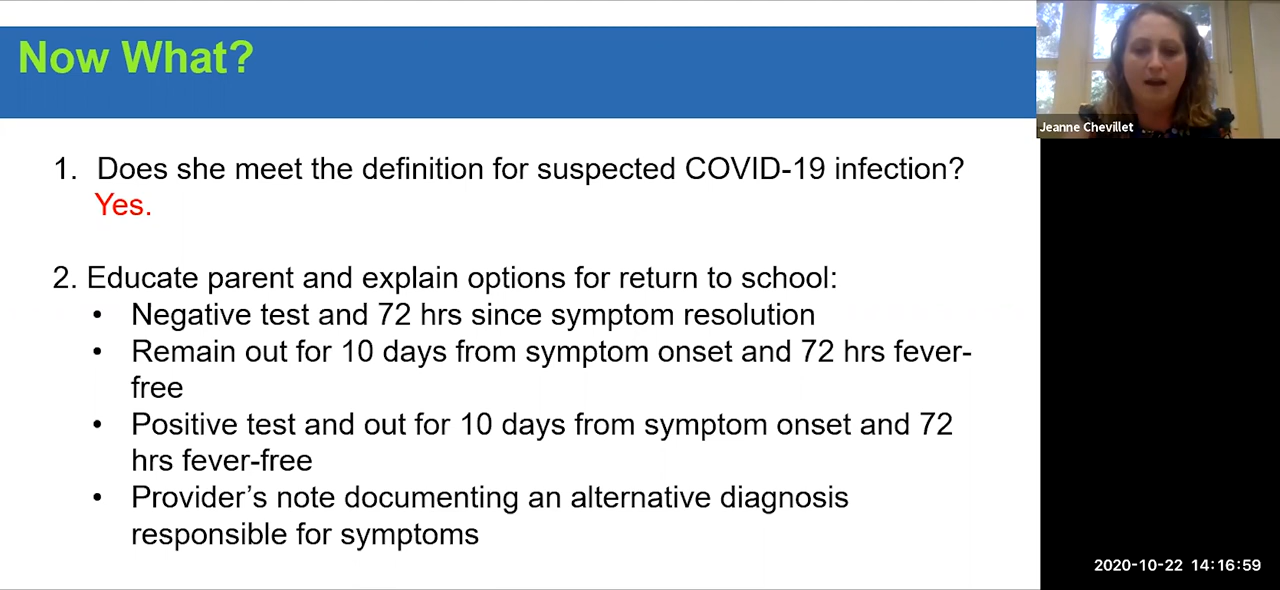 Now What?
Jeanne Chevillet
1. Does she meet the definition for suspected COVID-19 infection?
Yes.
2. Educate parent and explain options for return to school:
• Negative test and 72 hrs since symptom resolution
• Remain out for 10 days from symptom onset and 72 hrs fever-
free
• Positive test and out for 10 days from symptom onset and 72
hrs fever-free
• Provider’s note documenting an alternative diagnosis
responsible for symptoms
2020-10-22 14:16:59